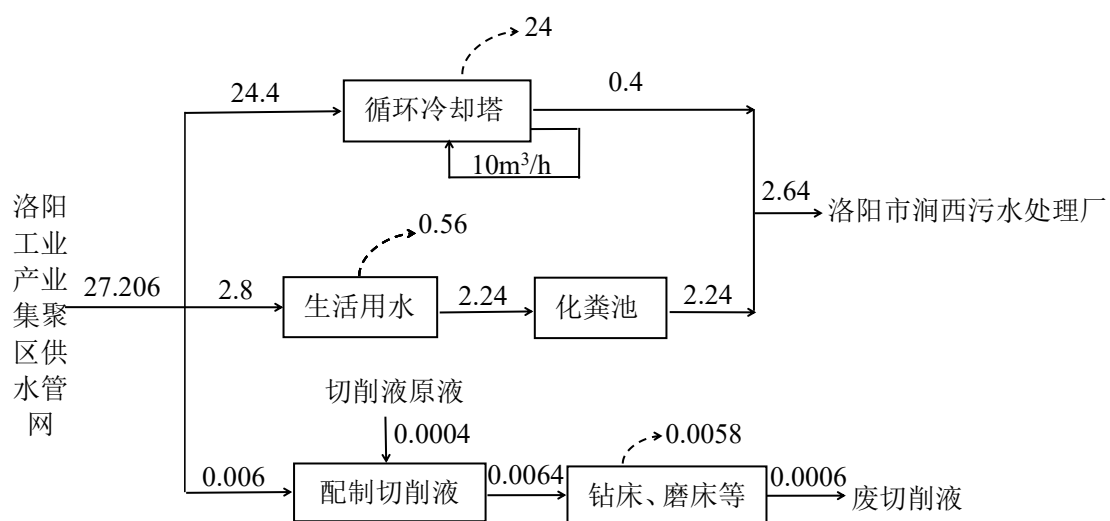 24
24.4
循环冷却塔
0.4
10m³/h
洛阳
工业
产业
集聚
区供
水管
网
27.206
2.64
洛阳市涧西污水处理厂
0.56
2.8
生活用水
2.24
化粪池
2.24
切削液原液
0.0004
0.006
配制切削液
0.0064
0.0058
钻床、磨床等
0.0006
废切削液